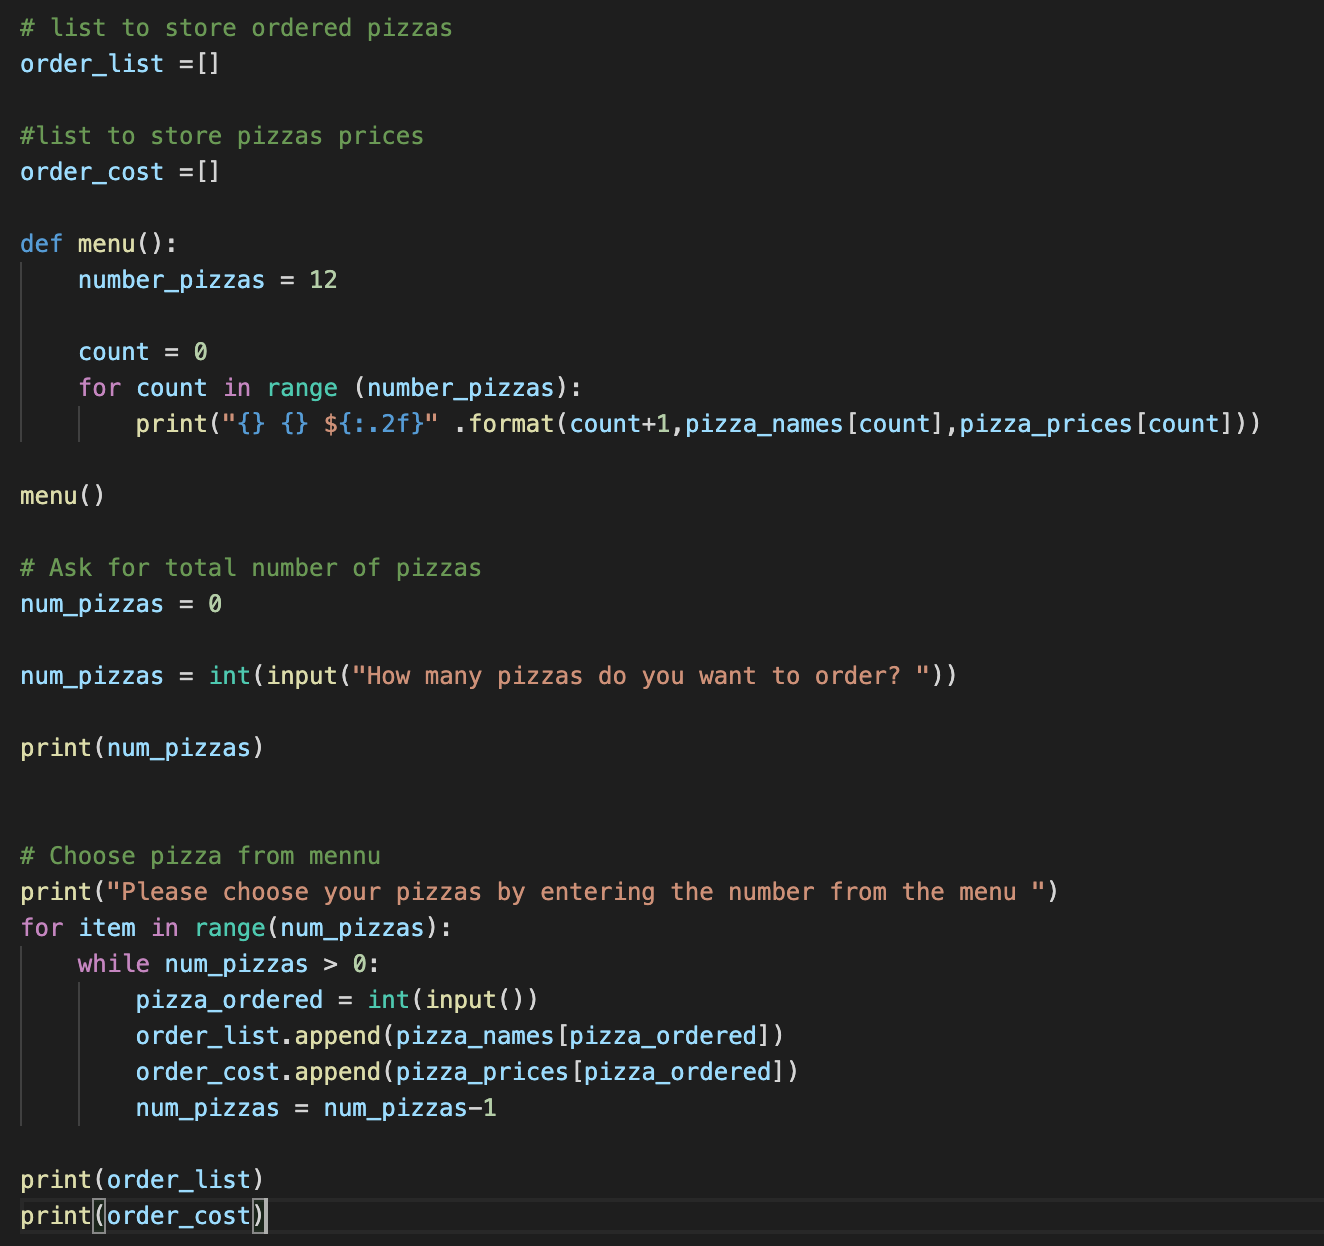 # list to store ordered pizzas
order_list =[]
#list to store pizzas prices
order_cost =[]
def menu():
    number_pizzas = 12
    count = 0
    for count in range (number_pizzas):
        print("{} {} ${:.2f}" .format(count+1,pizza_names[count],pizza_prices[count]))
menu()
# Ask for total number of pizzas
num_pizzas = 0
num_pizzas = int(input("How many pizzas do you want to order? "))
print(num_pizzas)
# Choose pizza from mennu
print("Please choose your pizzas by entering the number from the menu ")
for item in range(num_pizzas):
    while num_pizzas > 0:
        pizza_ordered = int(input())
        order_list.append(pizza_names[pizza_ordered])
        order_cost.append(pizza_prices[pizza_ordered])
        num_pizzas = num_pizzas-1
print(order_list)
print(order_cost)